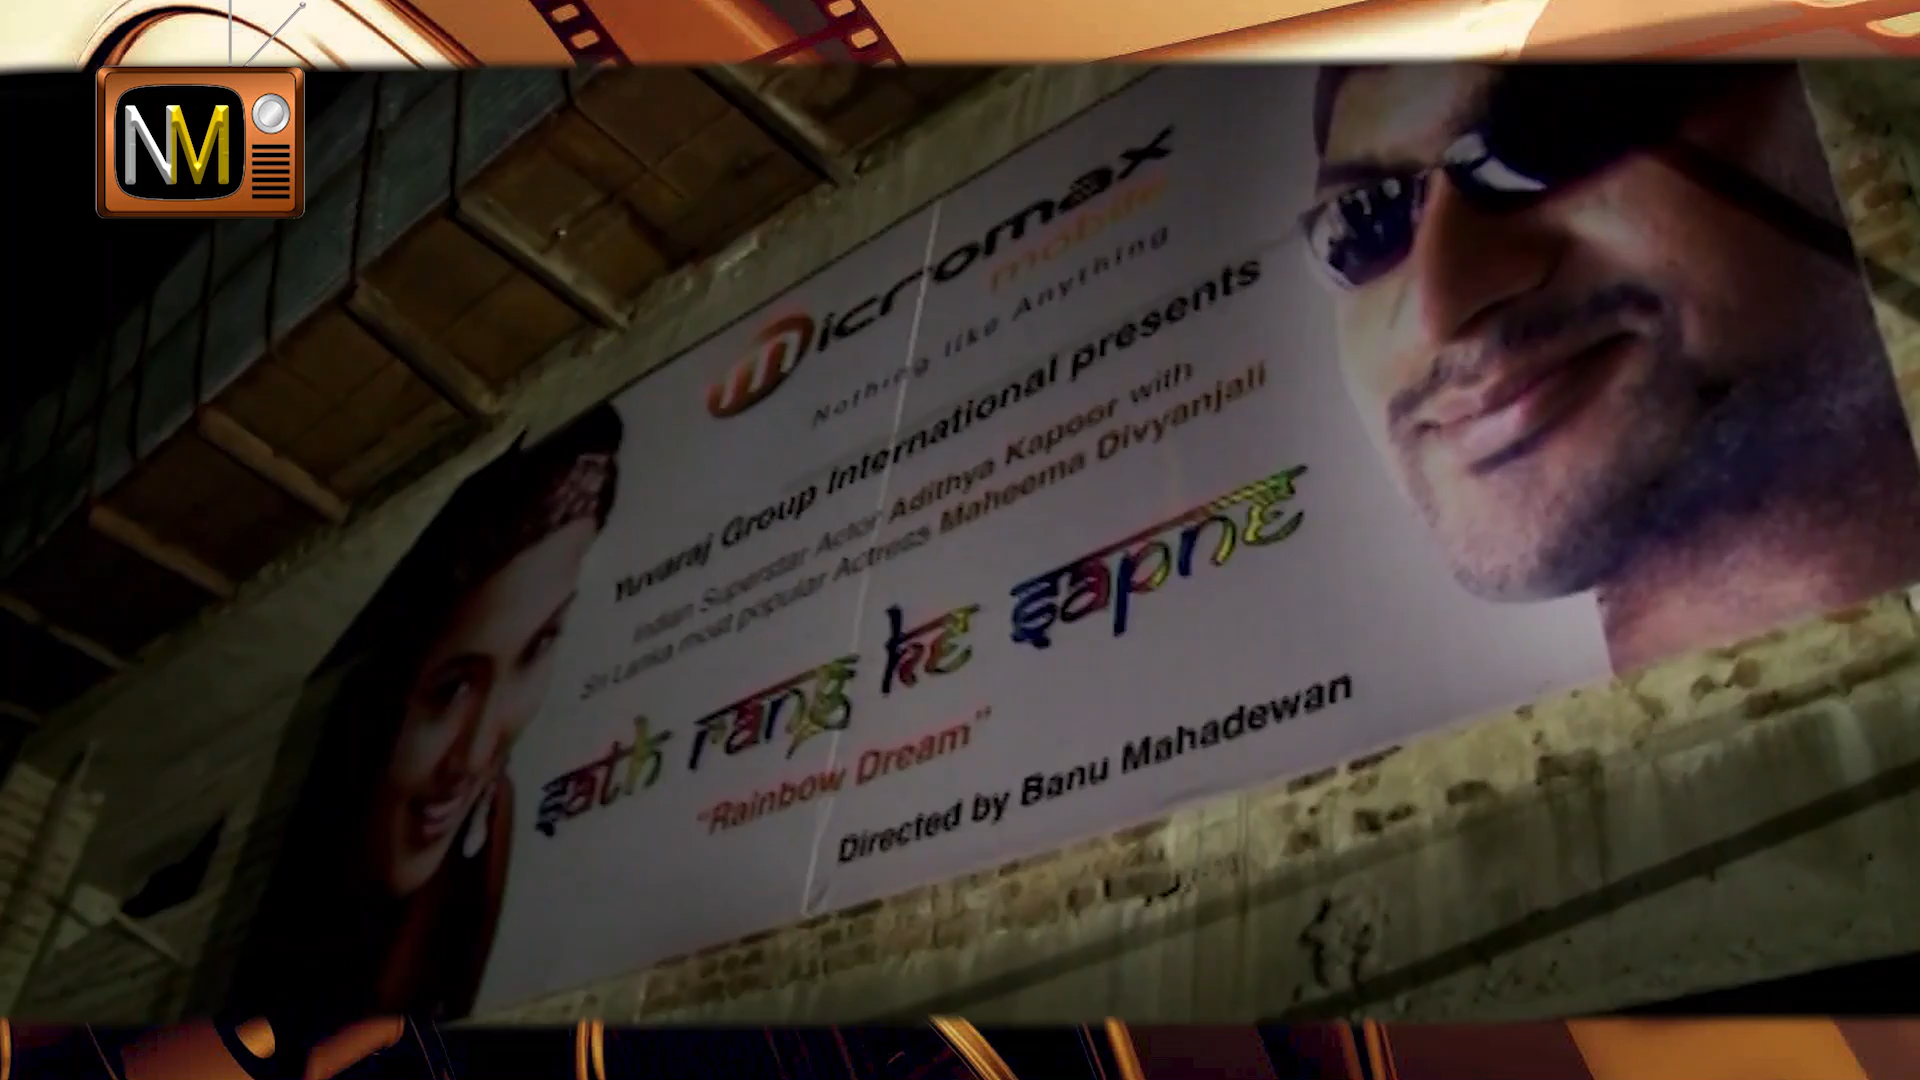 NM
micromax
mobile
Nothing like Anything
Yuvaraj Group International presents
Indian Superstar Actor Adithya Kapoor with
Sri Lanka most popular Actress Maheema Divyanjali
sath rang ke sapne
"Rainbow Dream"
Directed by Banu Mahadewan